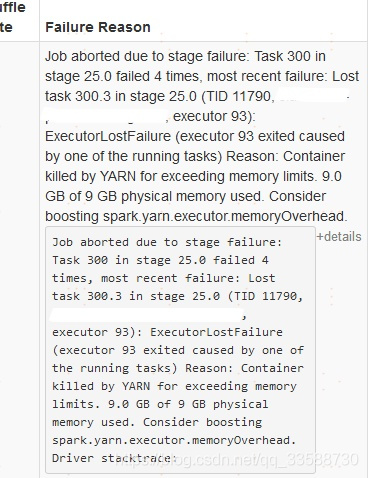 uffle
te
Failure Reason
Job aborted due to stage failure: Task 300 in
stage 25.0 failed 4 times, most recent failure: Lost
task 300.3 in stage 25.0 (TID 11790,
, executor 93):
ExecutorLostFailure (executor 93 exited caused
by one of the running tasks) Reason: Container
killed by YARN for exceeding memory limits. 9.0
GB of 9 GB physical memory used. Consider
boosting spark.yarn.executor.memoryOverhead.
+details
Job aborted due to stage failure:
Task 300 in stage 25.0 failed 4
times, most recent failure: Lost
task 300.3 in stage 25.0 (TID 11790,
,
executor 93): ExecutorLostFailure
(executor 93 exited caused by one of
the running tasks) Reason: Container
killed by YARN for exceeding memory
limits. 9.0 GB of 9 GB physical
memory used. Consider boosting
spark.yarn.executor.memoryOverhead.
Driver stacktrace:
https://blog.csdn.net/qq_33588730